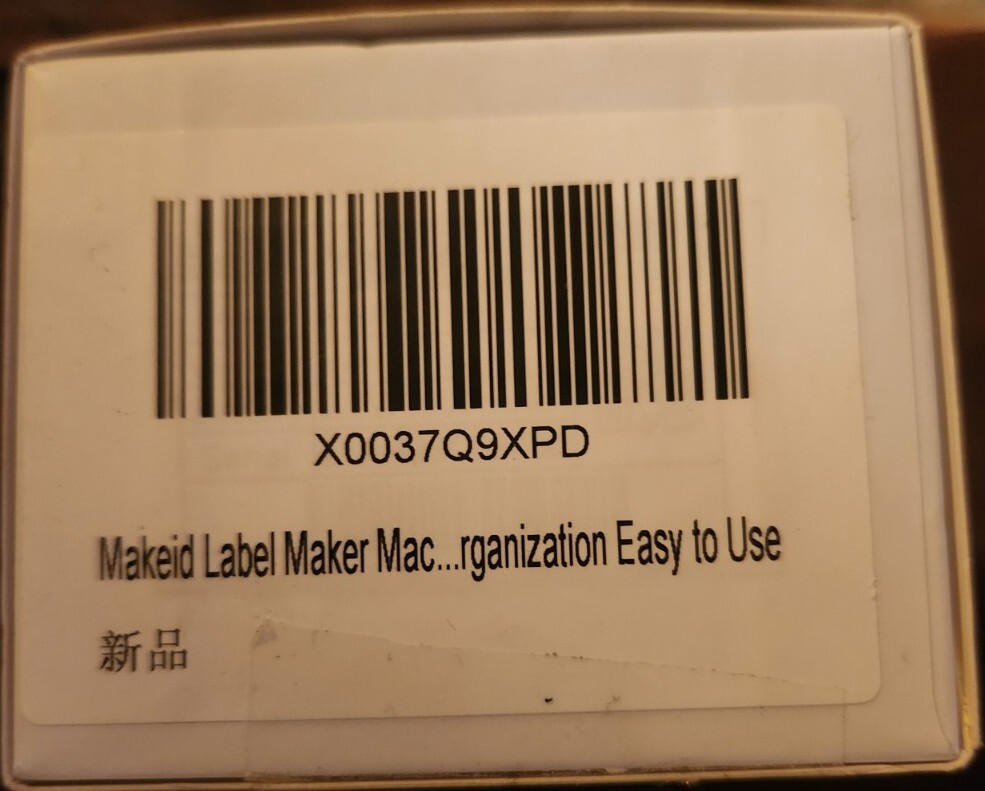 X0037Q9XPD
Makeid Label Maker Mac...rganization Easy to Use
新品